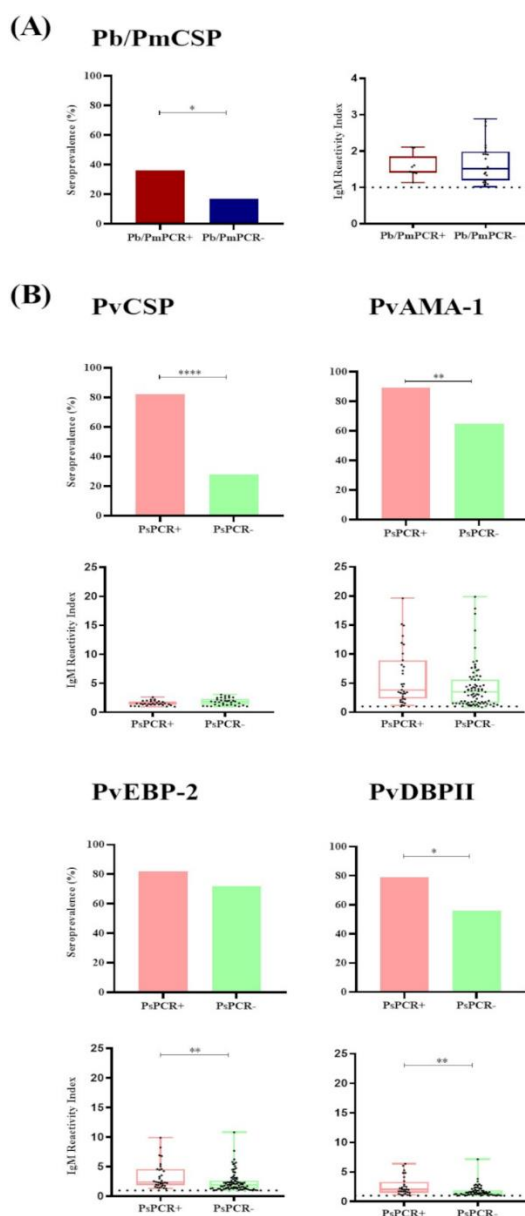 (A)
Pb/PmCSP
Seroprevalence (%)
100
80
60
40
20
0
*
Pb/PmPCR+ Pb/PmPCR-
IgM Reactivity Index
4
3
2
1
0
Pb/PmPCR+ Pb/PmPCR-
(B)
PvCSP
Seroprevalence (%)
100
80
60
40
20
0
****
PsPCR+ PsPCR-
PvAMA-1
100
80
60
40
20
0
**
PsPCR+ PsPCR-
IgM Reactivity Index
25
20
15
10
5
0
PsPCR+ PsPCR-
25
20
15
10
5
0
PsPCR+ PsPCR-
PvEBP-2
Seroprevalence (%)
100
80
60
40
20
0
PsPCR+ PsPCR-
PvDBPII
100
80
60
40
20
0
*
PsPCR+ PsPCR-
IgM Reactivity Index
25
20
15
10
5
0
**
PsPCR+ PsPCR-
25
20
15
10
5
0
**
PsPCR+ PsPCR-